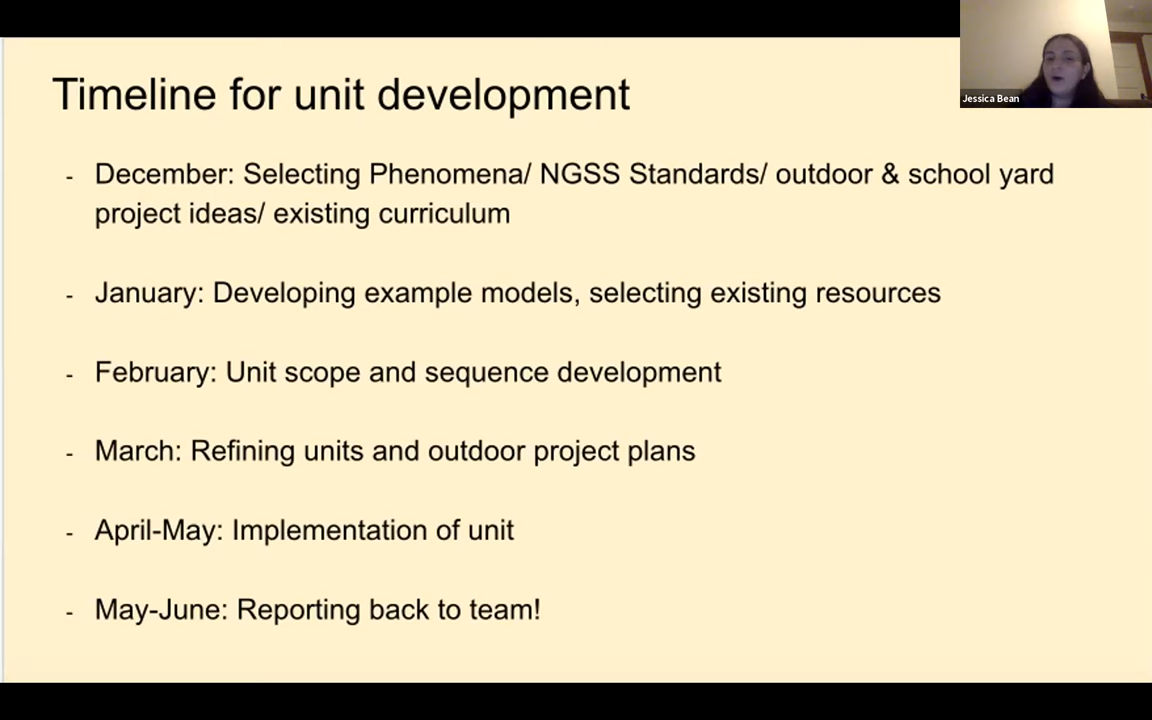 Timeline for unit development
Jessica Bean
- December: Selecting Phenomena/ NGSS Standards/ outdoor & school yard
project ideas/ existing curriculum
- January: Developing example models, selecting existing resources
- February: Unit scope and sequence development
- March: Refining units and outdoor project plans
- April-May: Implementation of unit
- May-June: Reporting back to team!